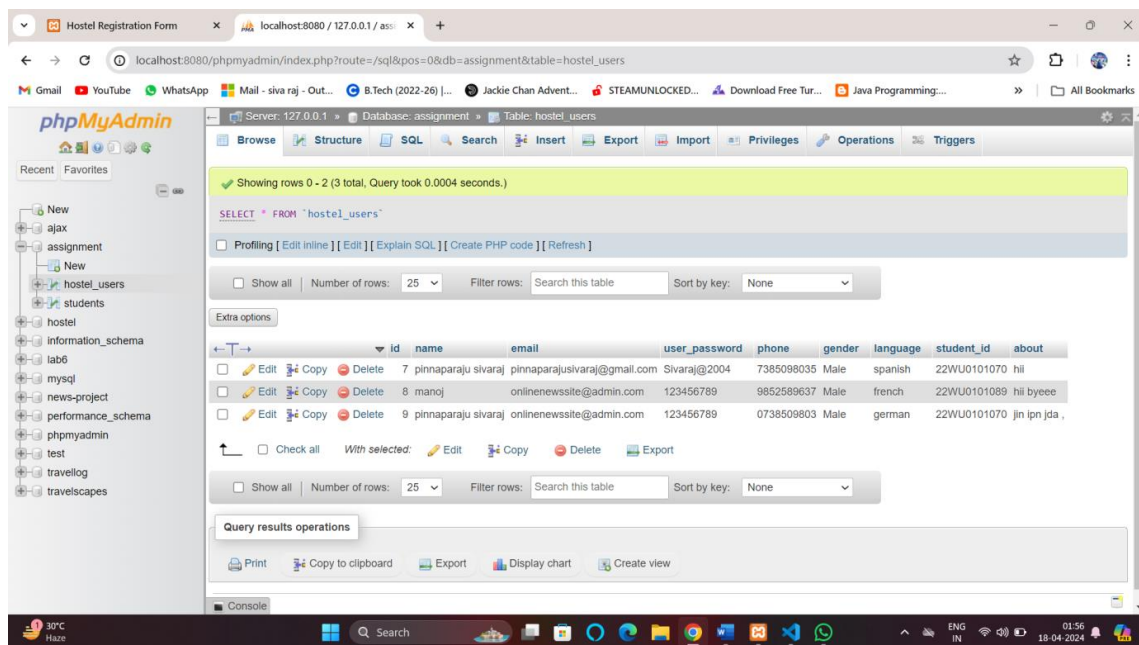 Hostel Registration Form
localhost:8080 / 127.0.0.1 / assi
localhost:8080/phpmyadmin/index.php?route=/sql&pos=0&db=assignment&table=hostel_users
Gmail YouTube WhatsApp Mail - siva raj - Out... B.Tech (2022-26) |... Jackie Chan Advent... STEAMUNLOCKED... Download Free Tur... Java Programming:... » All Bookmarks
phpMyAdmin
Recent Favorites
New
ajax
assignment
New
hostel_users
students
hostel
information_schema
lab6
mysql
news-project
performance_schema
phpmyadmin
test
travellog
travelscapes
Server: 127.0.0.1 » Database: assignment » Table: hostel_users
Browse Structure SQL Search Insert Export Import Privileges Operations Triggers
Showing rows 0 - 2 (3 total, Query took 0.0004 seconds.)
SELECT * FROM `hostel_users`
Profiling [ Edit inline ] [ Edit ] [ Explain SQL ] [ Create PHP code ] [ Refresh ]
Show all | Number of rows: 25 Filter rows: Search this table Sort by key: None
Extra options
id name email user_password phone gender language student_id about
Edit Copy Delete 7 pinnaparaju sivaraj pinnaparajusivaraj@gmail.com Sivaraj@2004 7385098035 Male spanish 22WU0101070 hii
Edit Copy Delete 8 manoj onlinenewssite@admin.com 123456789 9852589637 Male french 22WU0101089 hii byeee
Edit Copy Delete 9 pinnaparaju sivaraj onlinenewssite@admin.com 123456789 0738509803 Male german 22WU0101070 jin ipn jda ,
Check all With selected: Edit Copy Delete Export
Show all | Number of rows: 25 Filter rows: Search this table Sort by key: None
Query results operations
Print Copy to clipboard Export Display chart Create view
Console
1
30°C
Haze
Search
ENG
IN
01:56
18-04-2024